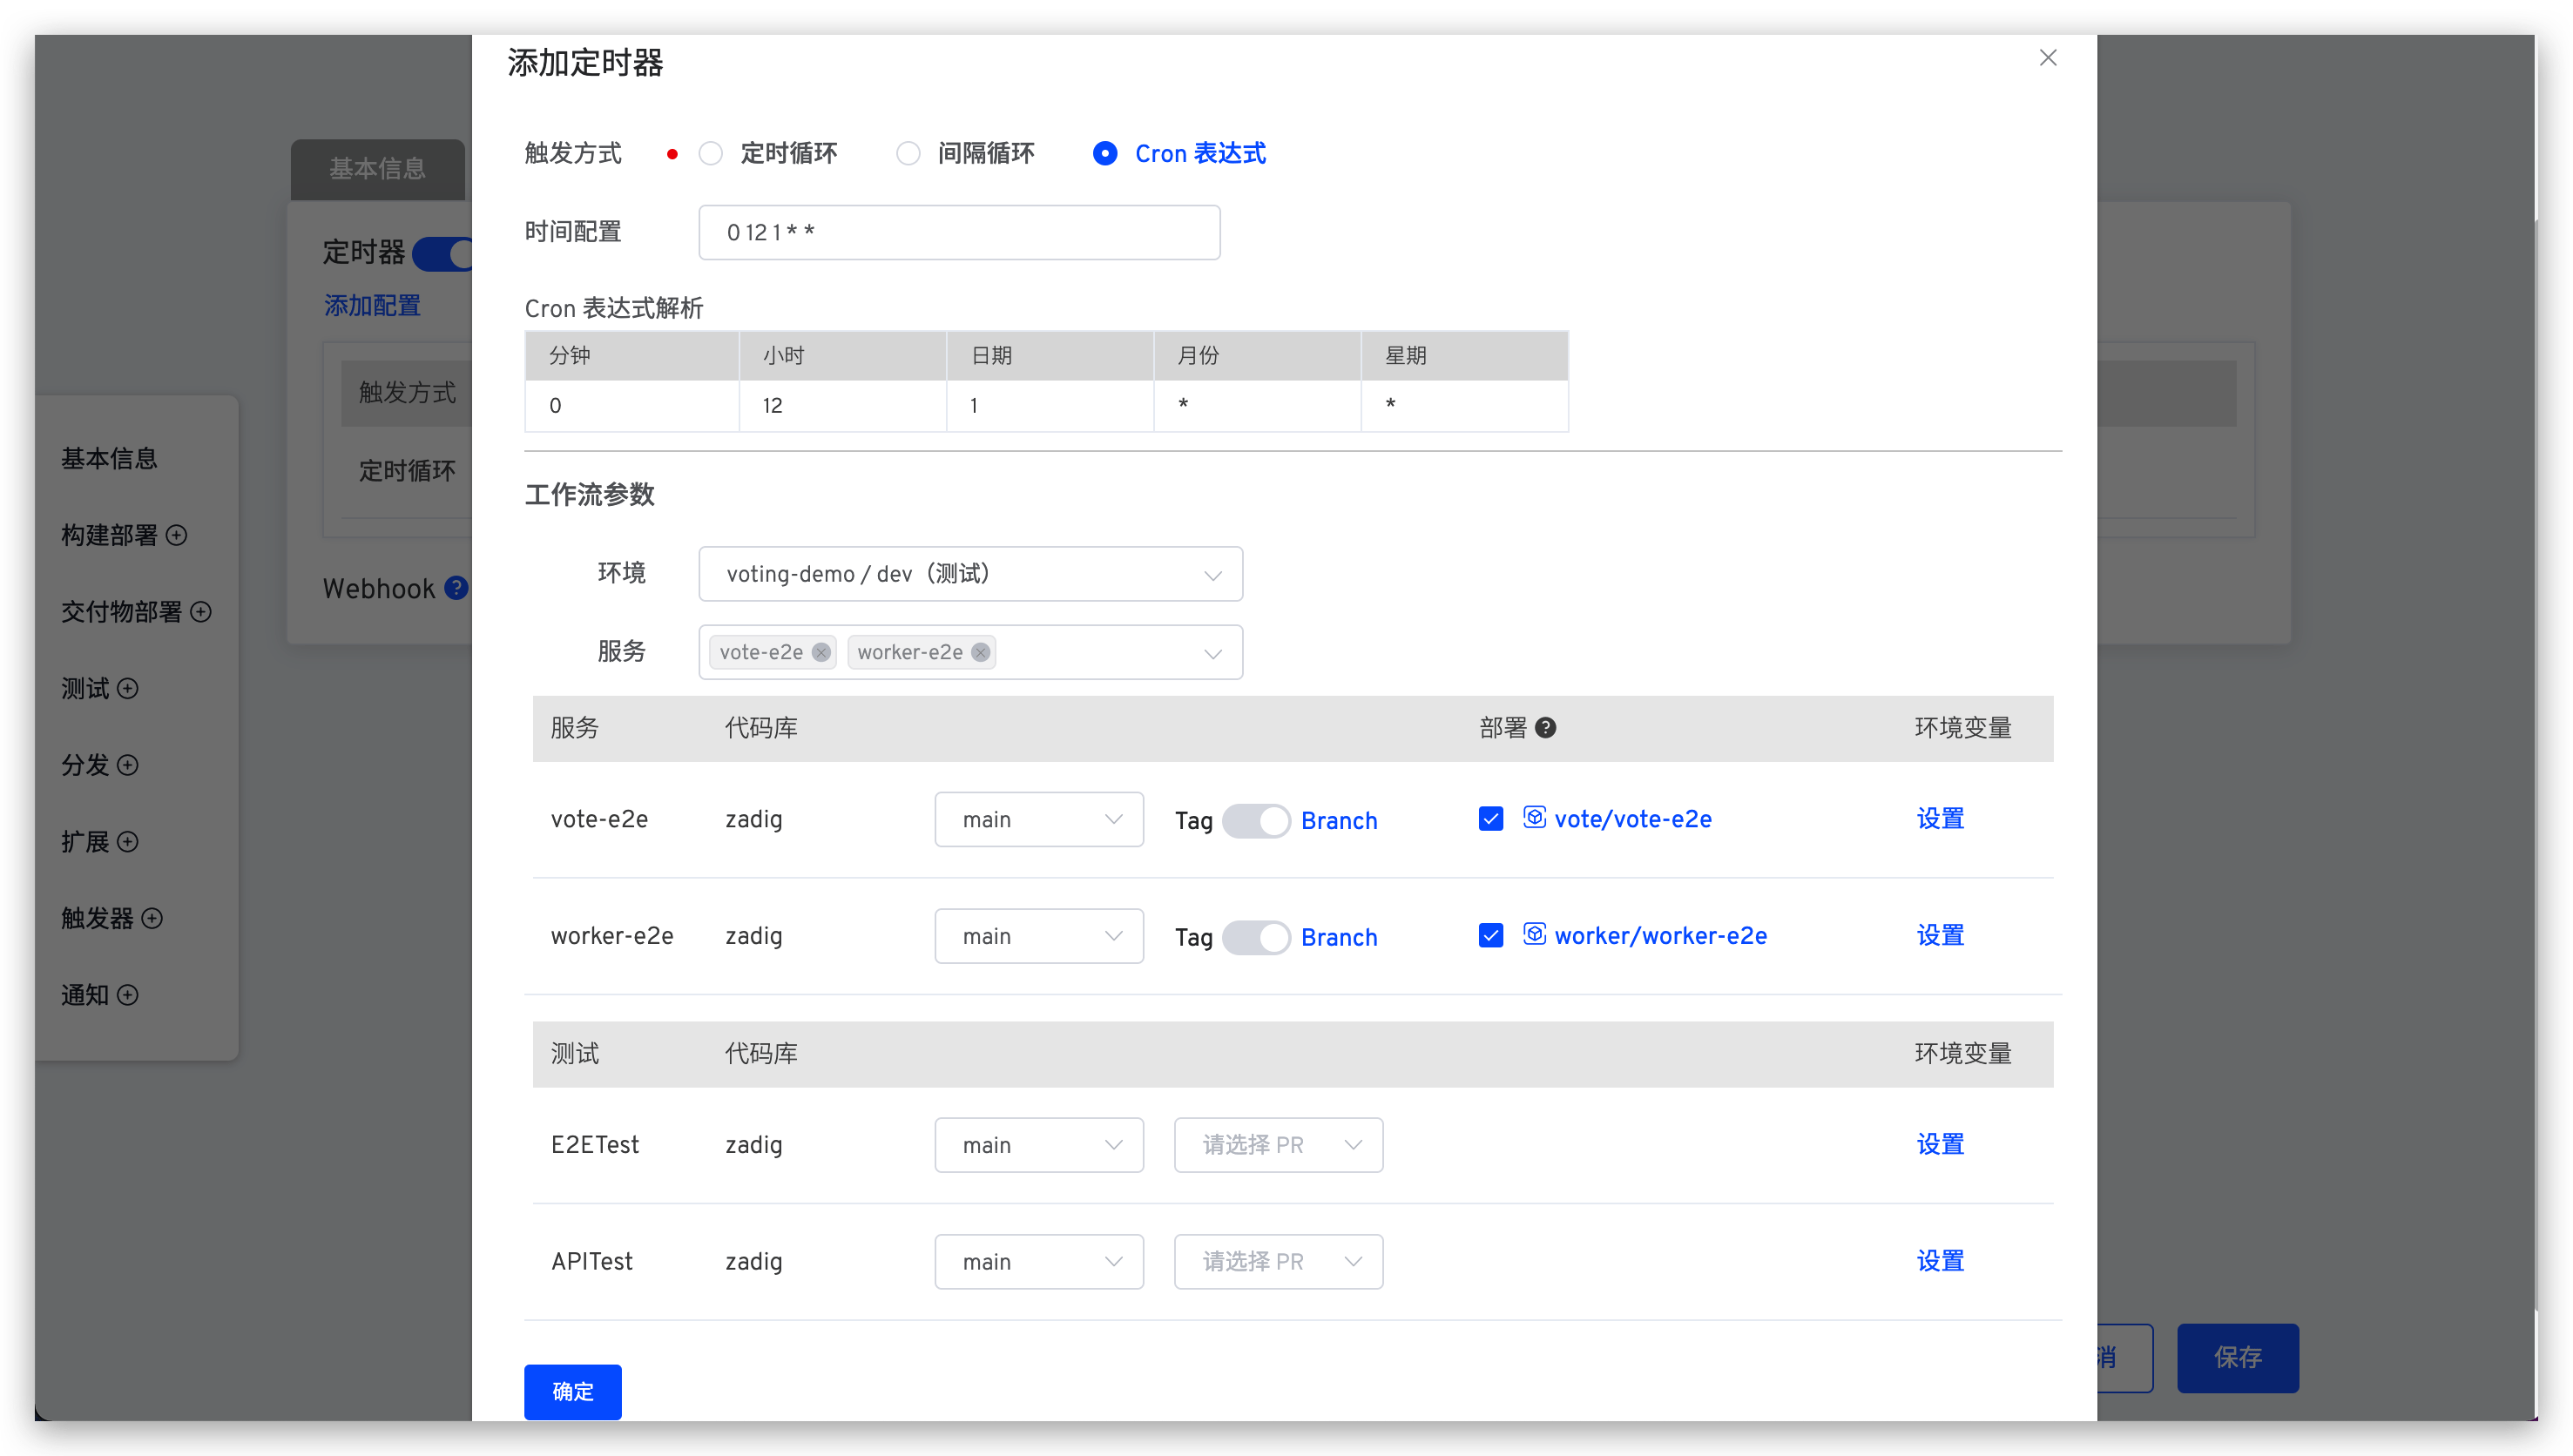 添加定时器
触发方式 定时循环 间隔循环 Cron 表达式
时间配置 0 12 1 * *
Cron 表达式解析
分钟 小时 日期 月份 星期
0 12 1 * *
工作流参数
环境 voting-demo / dev（测试）
服务 vote-e2e worker-e2e
服务 代码库 部署 环境变量
vote-e2e zadig main Tag Branch vote/vote-e2e 设置
worker-e2e zadig main Tag Branch worker/worker-e2e 设置
测试 代码库 环境变量
E2ETest zadig main 请选择 PR 设置
APITest zadig main 请选择 PR 设置
确定
基本信息
定时器
添加配置
触发方式
定时循环
Webhook
基本信息
构建部署
交付物部署
测试
分发
扩展
触发器
通知
消 保存